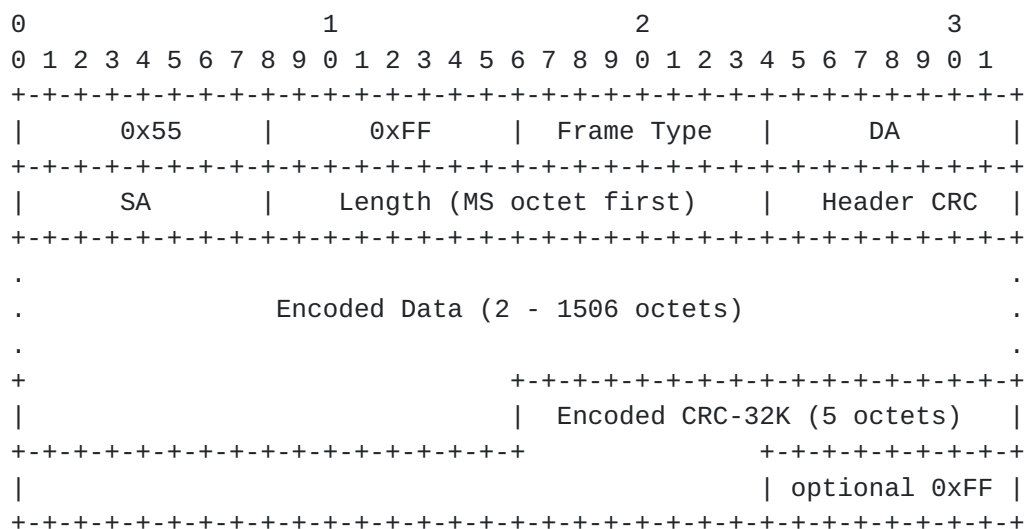 0                   1                   2                   3
0 1 2 3 4 5 6 7 8 9 0 1 2 3 4 5 6 7 8 9 0 1 2 3 4 5 6 7 8 9 0 1
+-+-+-+-+-+-+-+-+-+-+-+-+-+-+-+-+-+-+-+-+-+-+-+-+-+-+-+-+-+-+-+-+
|      0x55     |      0xFF     |  Frame Type   |      DA       |
+-+-+-+-+-+-+-+-+-+-+-+-+-+-+-+-+-+-+-+-+-+-+-+-+-+-+-+-+-+-+-+-+
|      SA       |    Length (MS octet first)    |   Header CRC  |
+-+-+-+-+-+-+-+-+-+-+-+-+-+-+-+-+-+-+-+-+-+-+-+-+-+-+-+-+-+-+-+-+
.                                                               .
.                Encoded Data (2 - 1506 octets)                 .
.                                                               .
+                               +-+-+-+-+-+-+-+-+-+-+-+-+-+-+-+-+
|                               |  Encoded CRC-32K (5 octets)   |
+-+-+-+-+-+-+-+-+-+-+-+-+-+-+-+-+               +-+-+-+-+-+-+-+-+
|                                               | optional 0xFF |
+-+-+-+-+-+-+-+-+-+-+-+-+-+-+-+-+-+-+-+-+-+-+-+-+-+-+-+-+-+-+-+-+